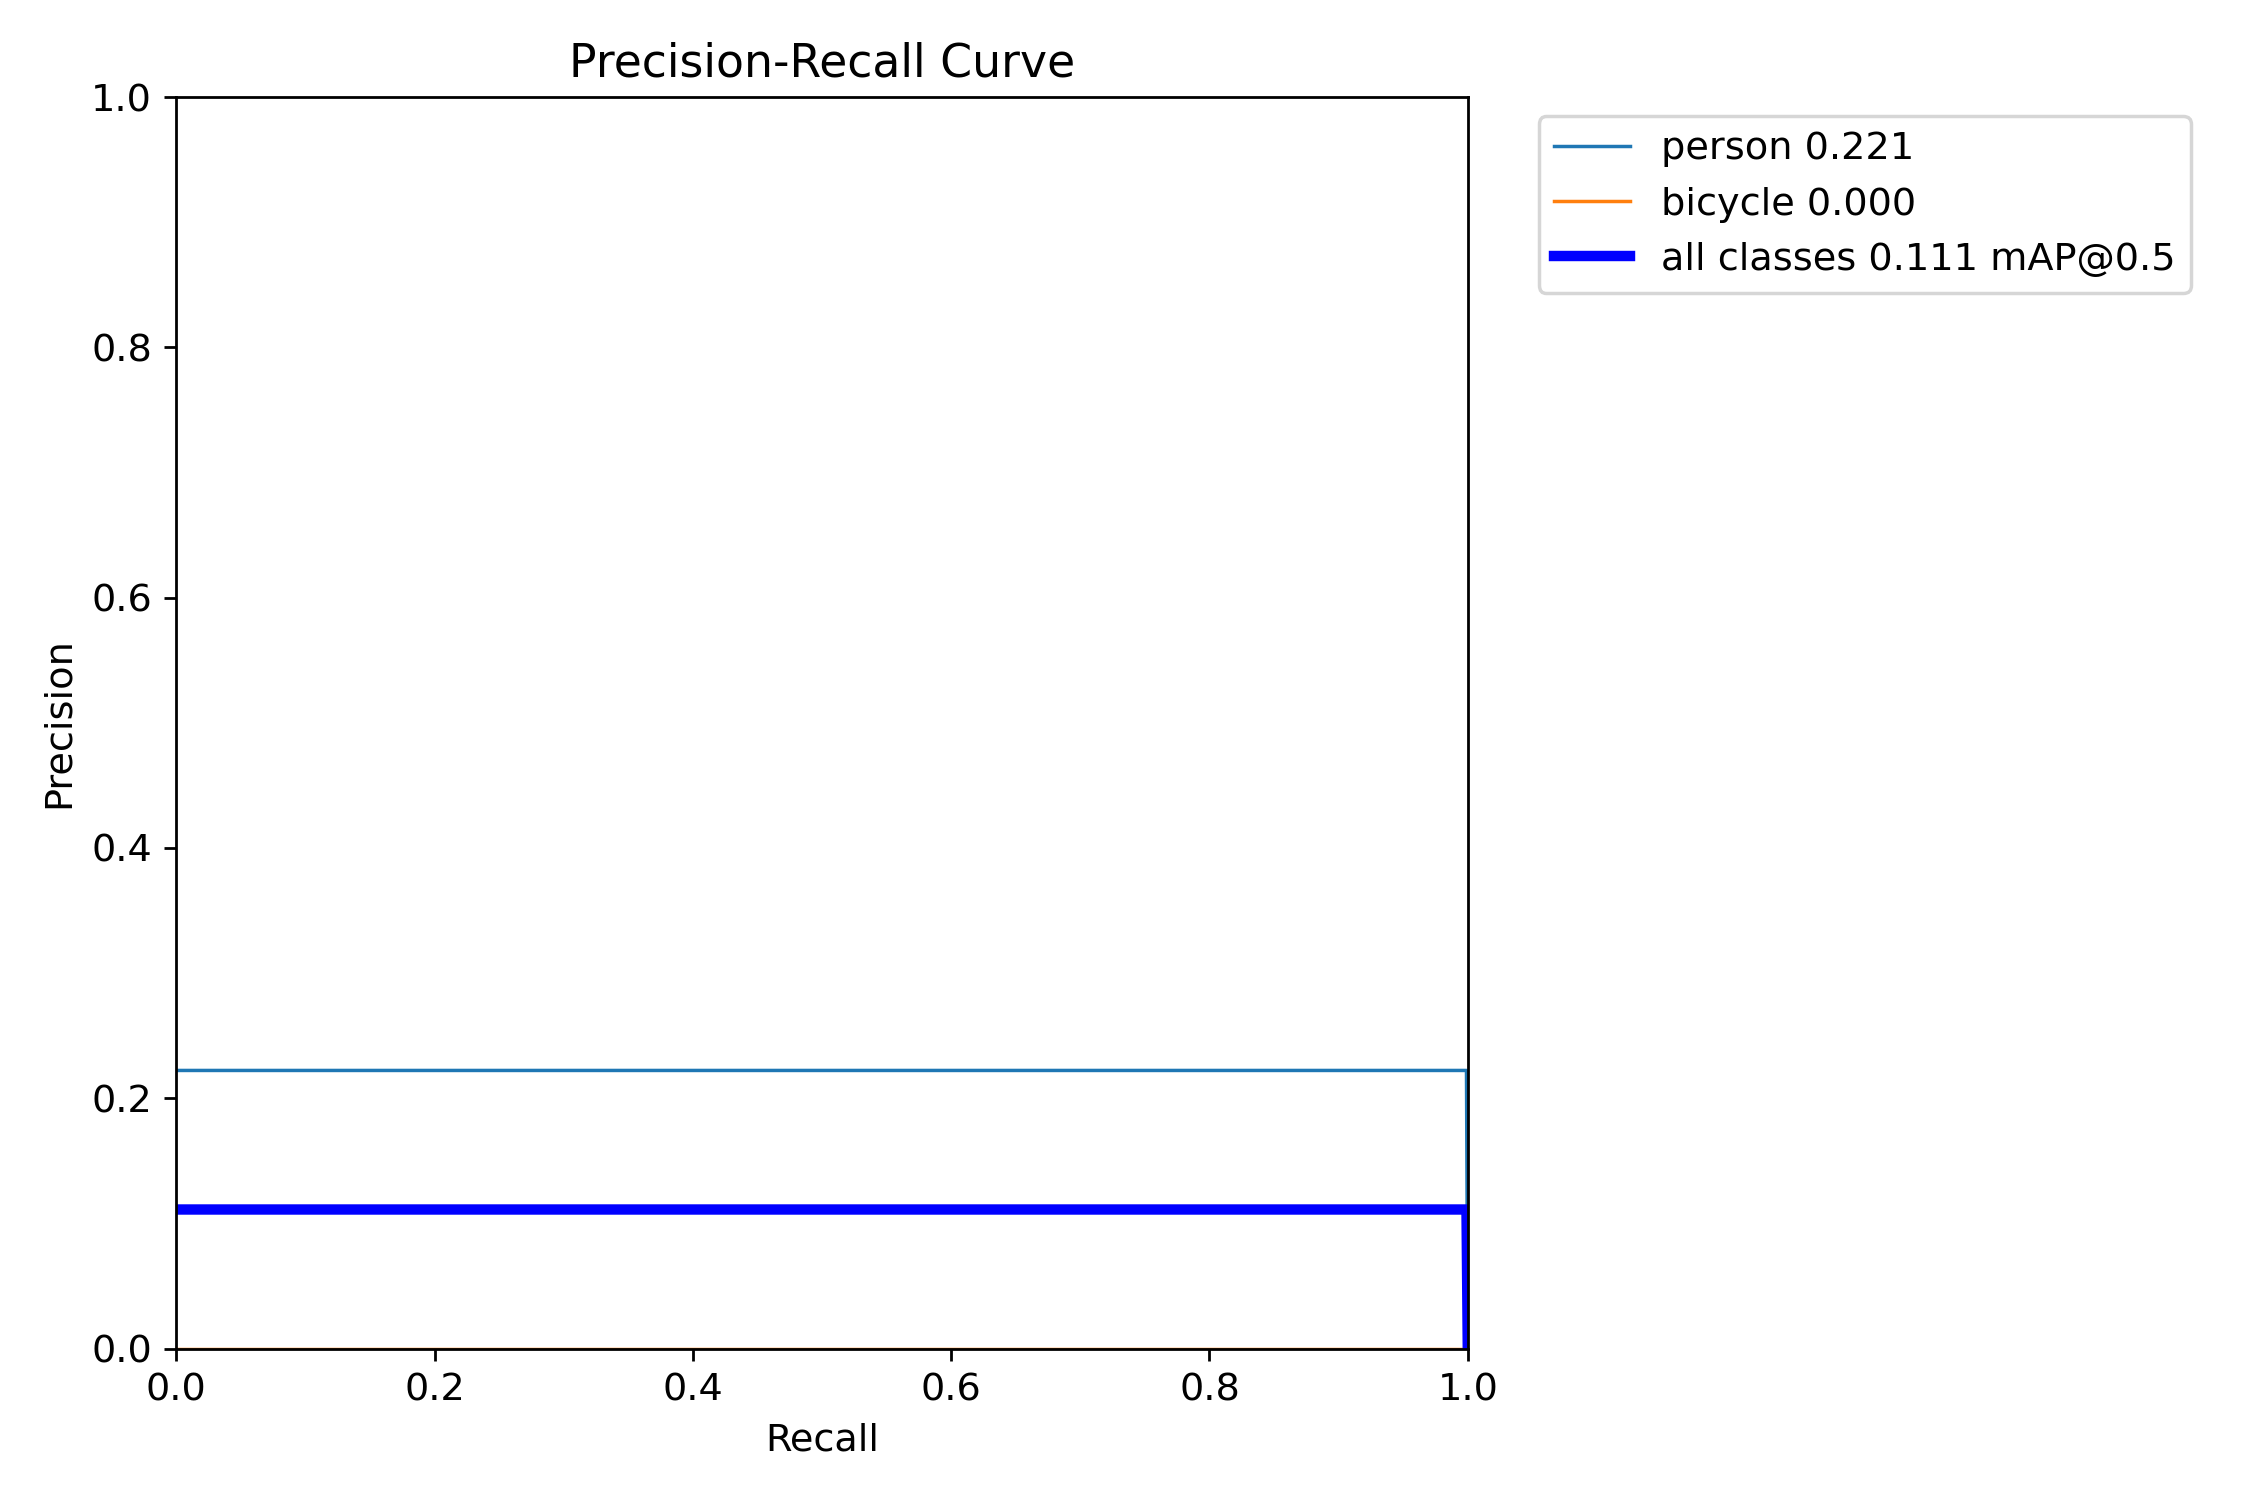 Precision-Recall Curve
1.0
0.8
0.6
0.4
0.2
0.0
Precision
0.0 0.2 0.4 0.6 0.8 1.0
Recall
person 0.221
bicycle 0.000
all classes 0.111 mAP@0.5